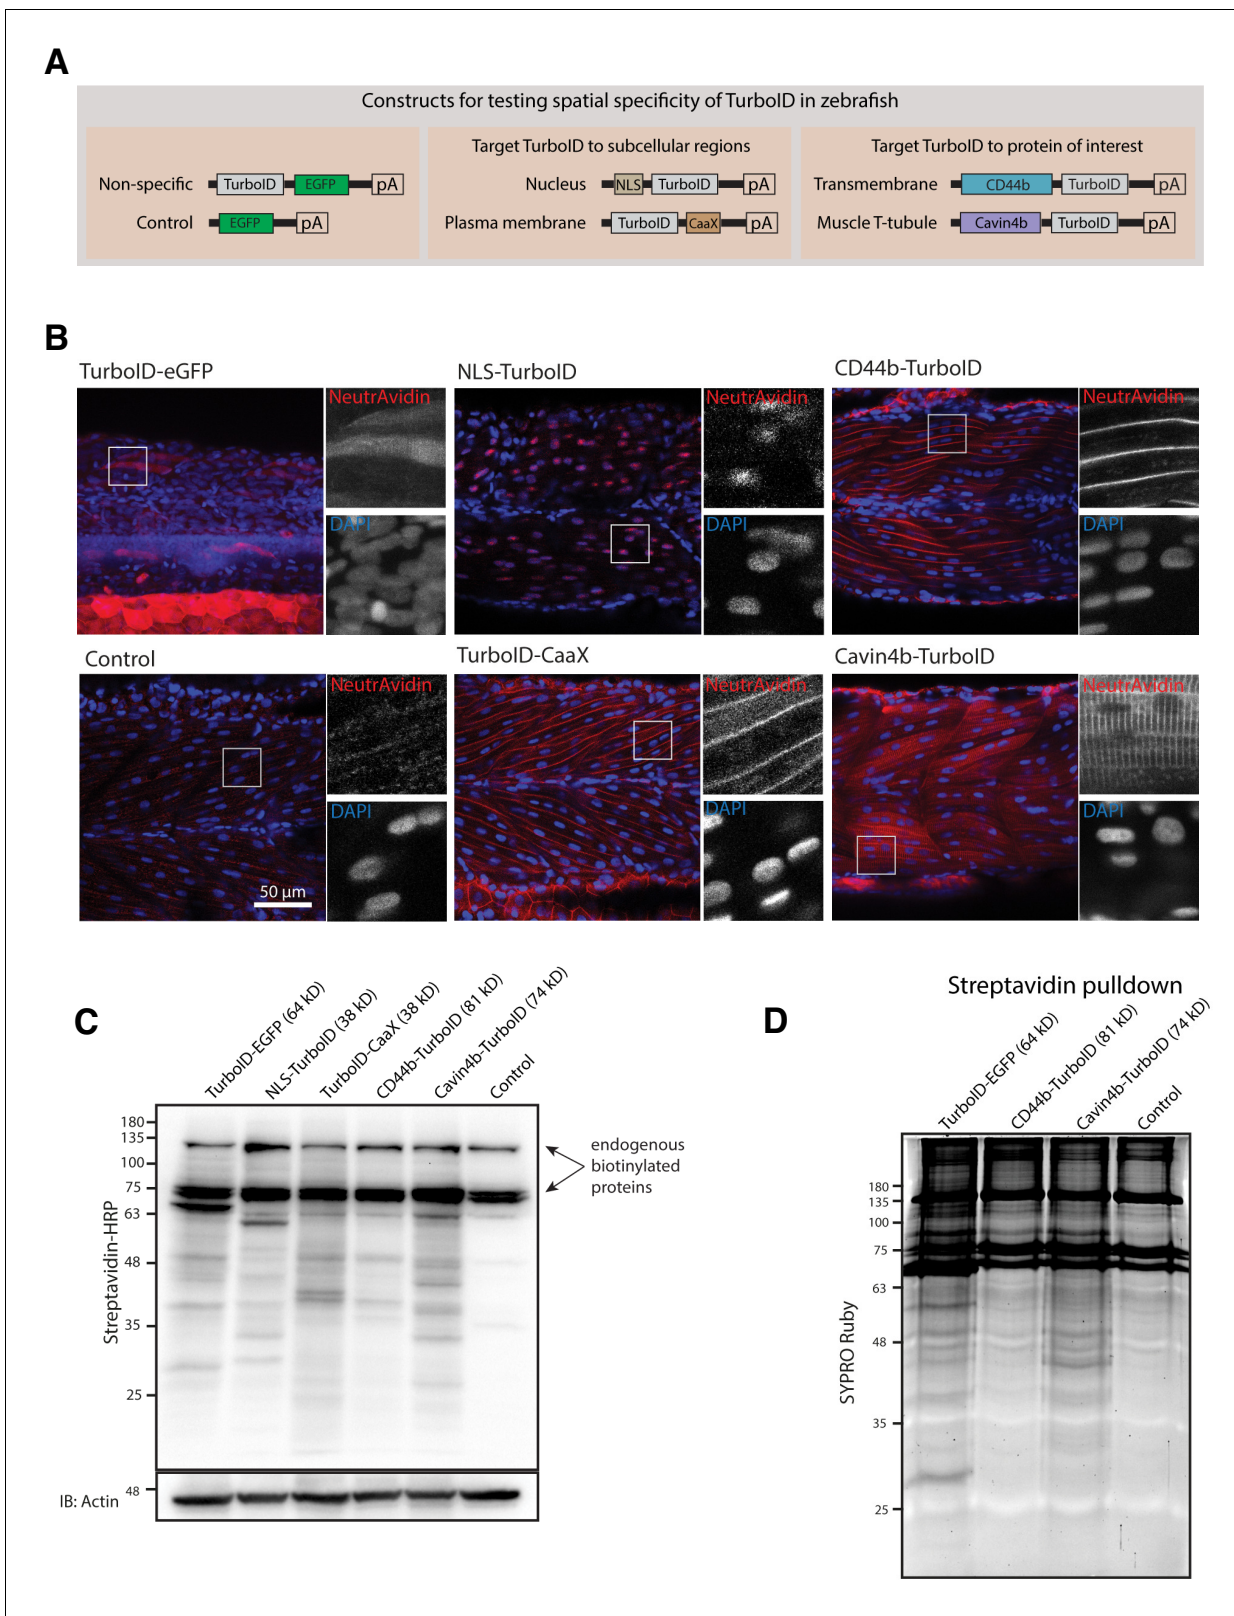 A
Constructs for testing spatial specificity of TurboID in zebrafish
Target TurboID to subcellular regions
Target TurboID to protein of interest
Non-specific TurboID EGFP pA
Nucleus NLS TurboID pA
Transmembrane CD44b TurboID pA
Control EGFP pA
Plasma membrane TurboID CaaX pA
Muscle T-tubule Cavin4b TurboID pA
B
TurboID-eGFP
NLS-TurboID
CD44b-TurboID
NeutrAvidin
NeutrAvidin
NeutrAvidin
DAPI
DAPI
DAPI
Control
TurboID-CaaX
Cavin4b-TurboID
NeutrAvidin
NeutrAvidin
NeutrAvidin
DAPI
DAPI
DAPI
50 µm
C
TurboID-EGFP (64 kD)
NLS-TurboID (38 kD)
TurboID-CaaX (38 kD)
CD44b-TurboID (81 kD)
Cavin4b-TurboID (74 kD)
Control
180
135
100
75
63
48
35
25
Streptavidin-HRP
endogenous
biotinylated
proteins
48
IB: Actin
D
Streptavidin pulldown
TurboID-EGFP (64 kD)
CD44b-TurboID (81 kD)
Cavin4b-TurboID (74 kD)
Control
180
135
100
75
63
48
35
25
SYPRO Ruby